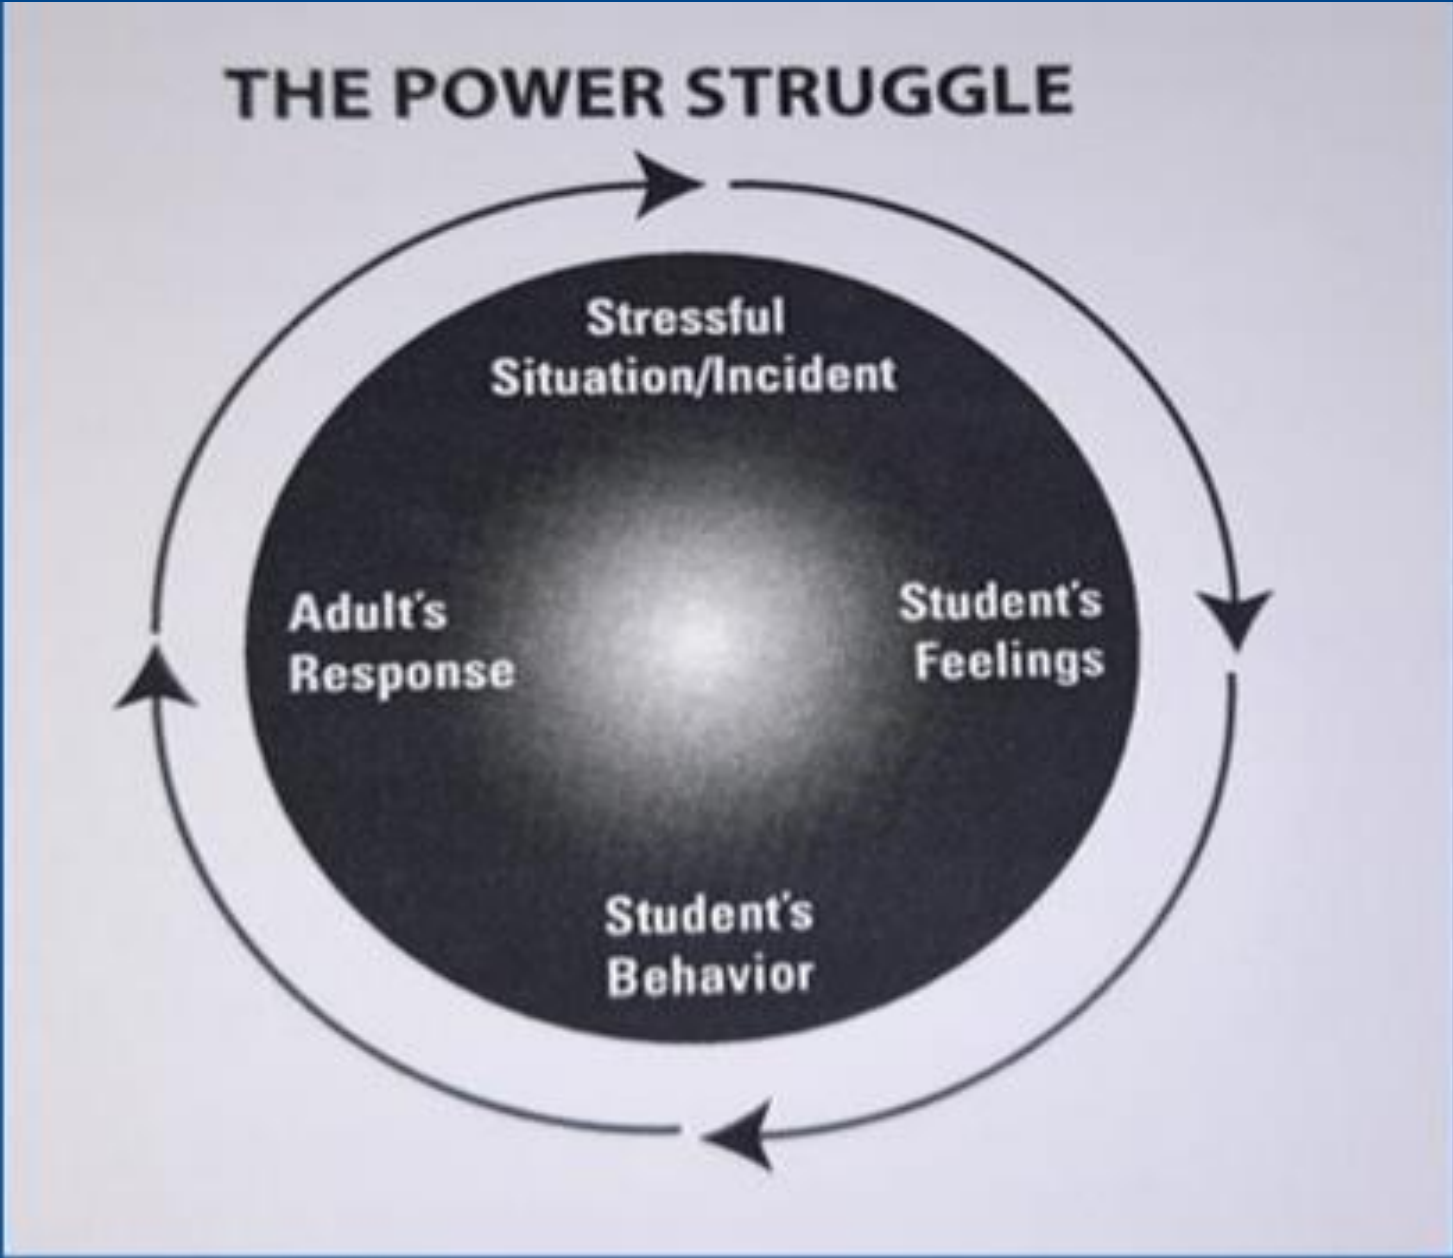 THE POWER STRUGGLE
Stressful
Situation/Incident
Student's
Feelings
Student's
Behavior
Adult's
Response